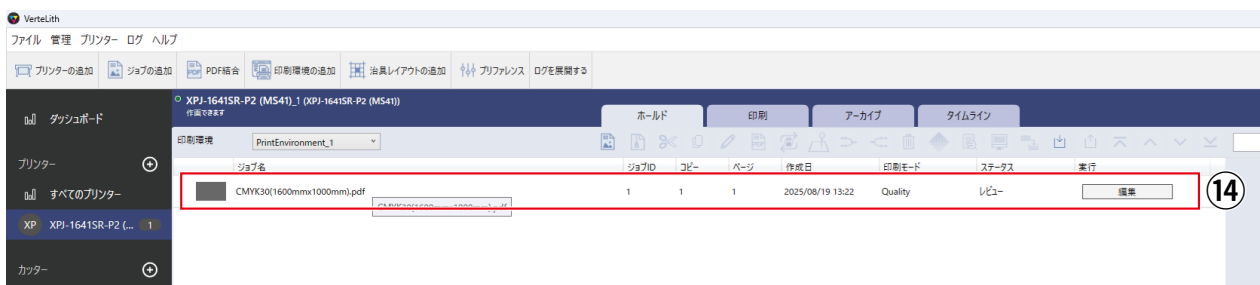 VerteLith
ファイル 管理 プリンター ログ ヘルプ
プリンターの追加 ジョブの追加 PDF結合 印刷環境の追加 治具レイアウトの追加 プリファレンス ログを展開する
ダッシュボード
プリンター
すべてのプリンター
XP XPJ-1641SR-P2 (... 1
カッター
XPJ-1641SR-P2 (MS41)_1 (XPJ-1641SR-P2 (MS41))
作画できます
ホールド 印刷 アーカイブ タイムライン
印刷環境 PrintEnvironment_1
ジョブ名 ジョブID コピー ページ 作成日 印刷モード ステータス 実行
CMYK30(1600mmx1000mm).pdf 1 1 1 2025/08/19 13:22 Quality レビュー 編集
CMYK30(1600mmx1000mm).pdf
⑭